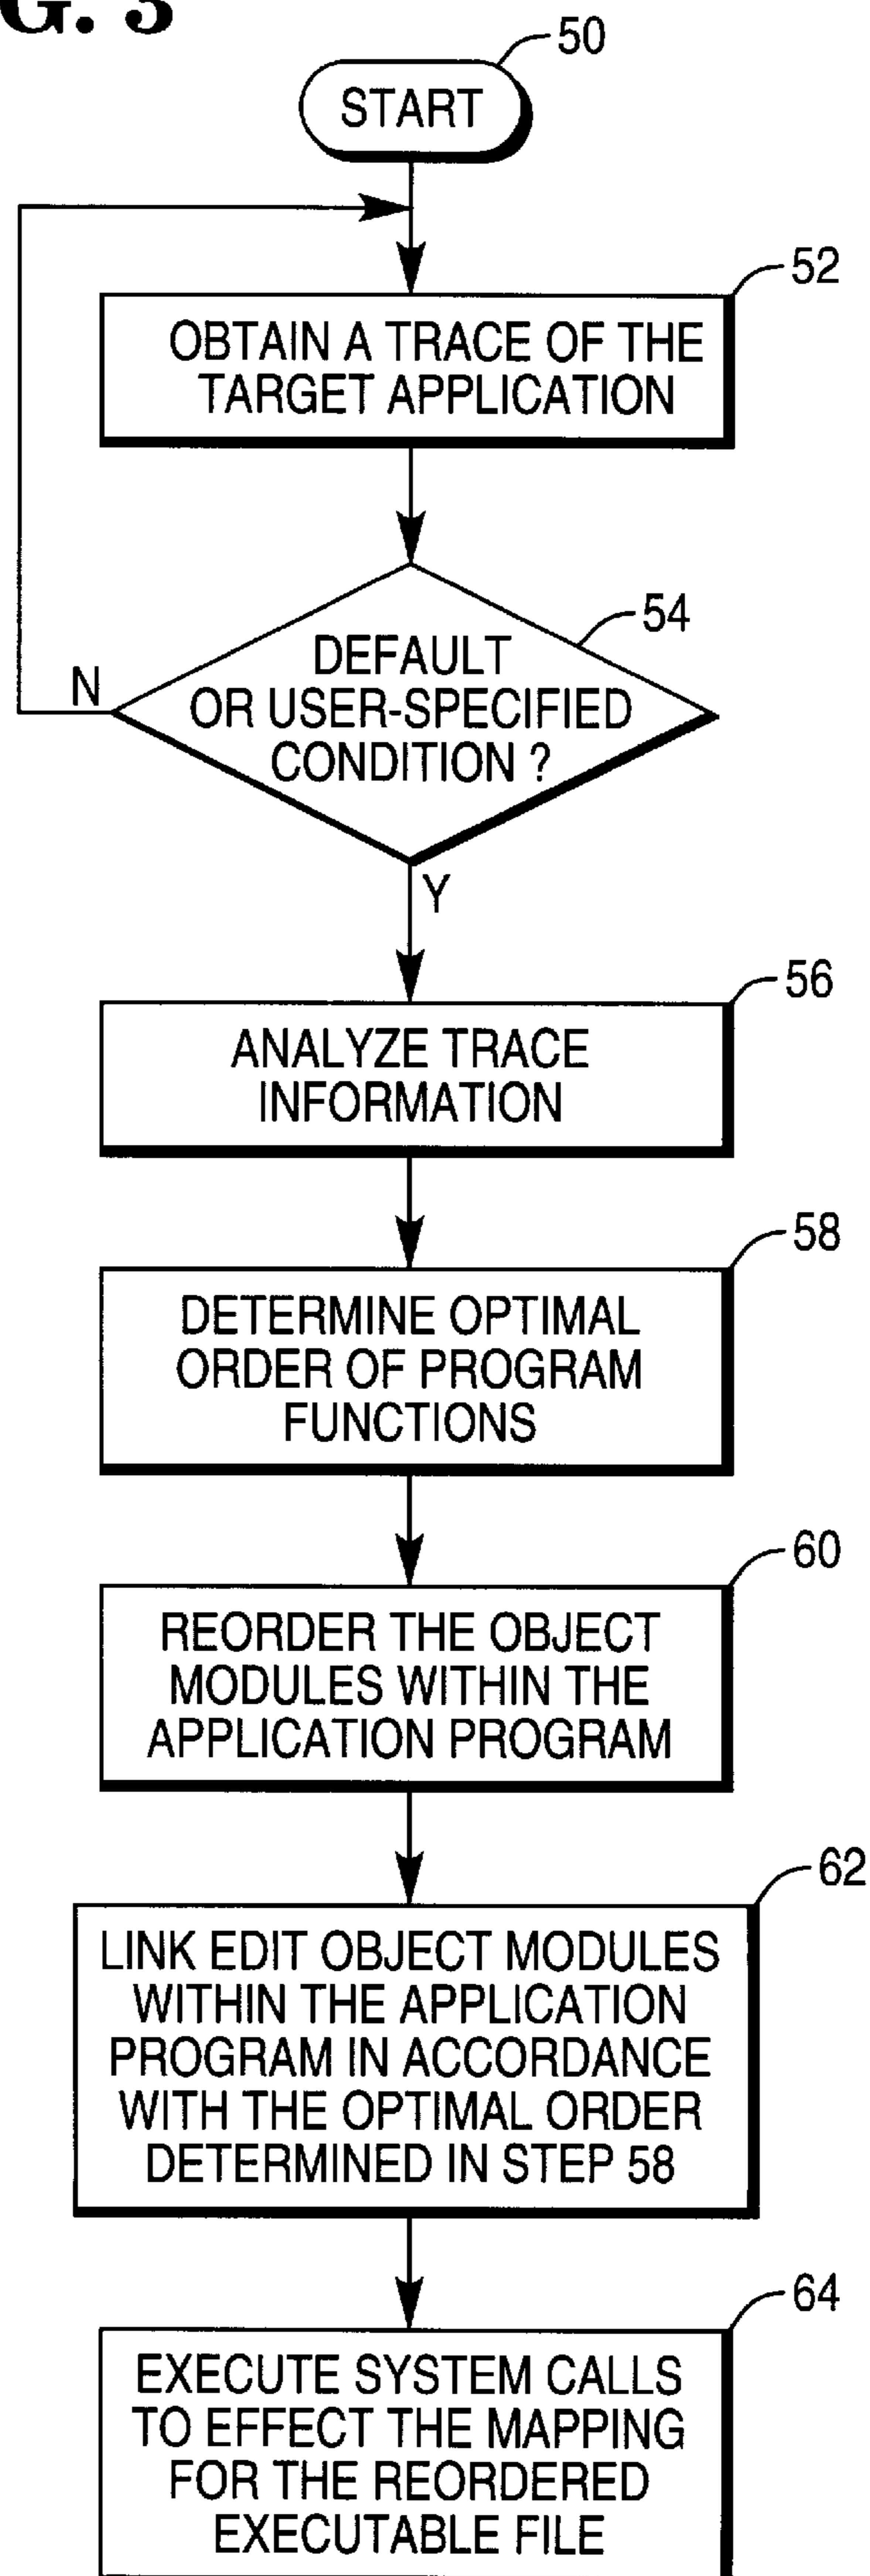 G. 3
50
START
52
OBTAIN A TRACE OF THE
TARGET APPLICATION
54
DEFAULT
OR USER-SPECIFIED
CONDITION ?
N
Y
56
ANALYZE TRACE
INFORMATION
58
DETERMINE OPTIMAL
ORDER OF PROGRAM
FUNCTIONS
60
REORDER THE OBJECT
MODULES WITHIN THE
APPLICATION PROGRAM
62
LINK EDIT OBJECT MODULES
WITHIN THE APPLICATION
PROGRAM IN ACCORDANCE
WITH THE OPTIMAL ORDER
DETERMINED IN STEP 58
64
EXECUTE SYSTEM CALLS
TO EFFECT THE MAPPING
FOR THE REORDERED
EXECUTABLE FILE